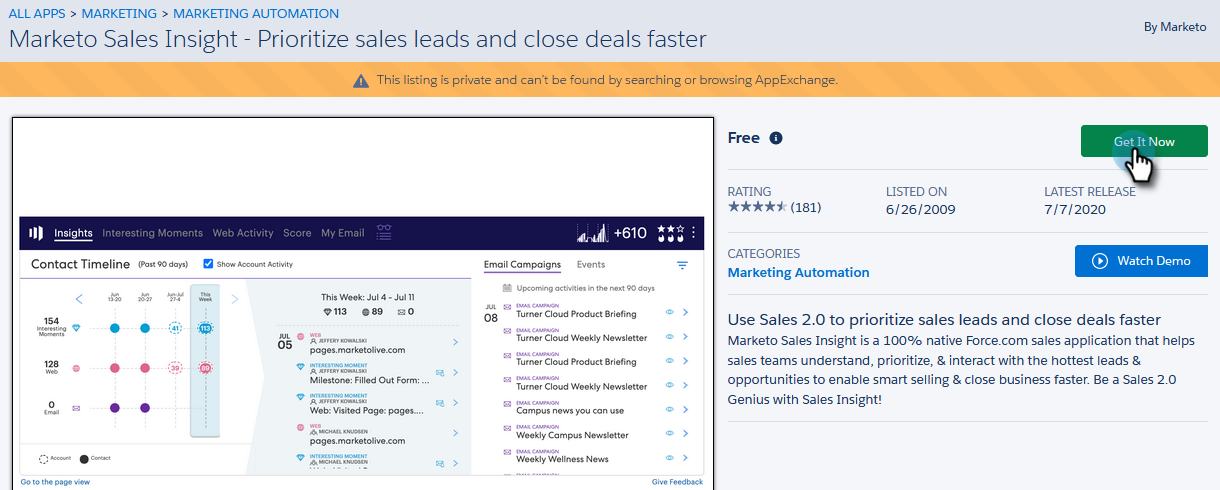 ALL APPS > MARKETING > MARKETING AUTOMATION
Marketo Sales Insight - Prioritize sales leads and close deals faster
By Marketo
This listing is private and can't be found by searching or browsing AppExchange.
Free
Get It Now
RATING
(181)
LISTED ON
6/26/2009
LATEST RELEASE
7/7/2020
CATEGORIES
Marketing Automation
Watch Demo
Use Sales 2.0 to prioritize sales leads and close deals faster
Marketo Sales Insight is a 100% native Force.com sales application that helps
sales teams understand, prioritize, & interact with the hottest leads &
opportunities to enable smart selling & close business faster. Be a Sales 2.0
Genius with Sales Insight!
Insights Interesting Moments Web Activity Score My Email
+610
Contact Timeline (Past 90 days) Show Account Activity
Jun 13-20
Jun 20-27
Jun-Jul 27-4
This Week
154 Interesting Moments
41
113
128 Web
39
89
0 Email
Account Contact
This Week: Jul 4 - Jul 11
113 89 0
JUL 05
WEB
JEFFERY KOWALSKI
pages.marketolive.com
INTERESTING MOMENT
JEFFERY KOWALSKI
Milestone: Filled Out Form: ...
INTERESTING MOMENT
JEFFERY KOWALSKI
Web: Visited Page: pages....
WEB
MICHAEL KNUDSEN
pages.marketolive.com
INTERESTING MOMENT
MICHAEL KNUDSEN
Email Campaigns Events
Upcoming activities in the next 90 days
JUL 08
EMAIL CAMPAIGN
Turner Cloud Product Briefing
EMAIL CAMPAIGN
Turner Cloud Weekly Newsletter
EMAIL CAMPAIGN
Turner Cloud Product Briefing
EMAIL CAMPAIGN
Turner Cloud Weekly Newsletter
EMAIL CAMPAIGN
Campus news you can use
EMAIL CAMPAIGN
Weekly Campus Newsletter
EMAIL CAMPAIGN
Weekly Wellness News
Go to the page view
Give Feedback